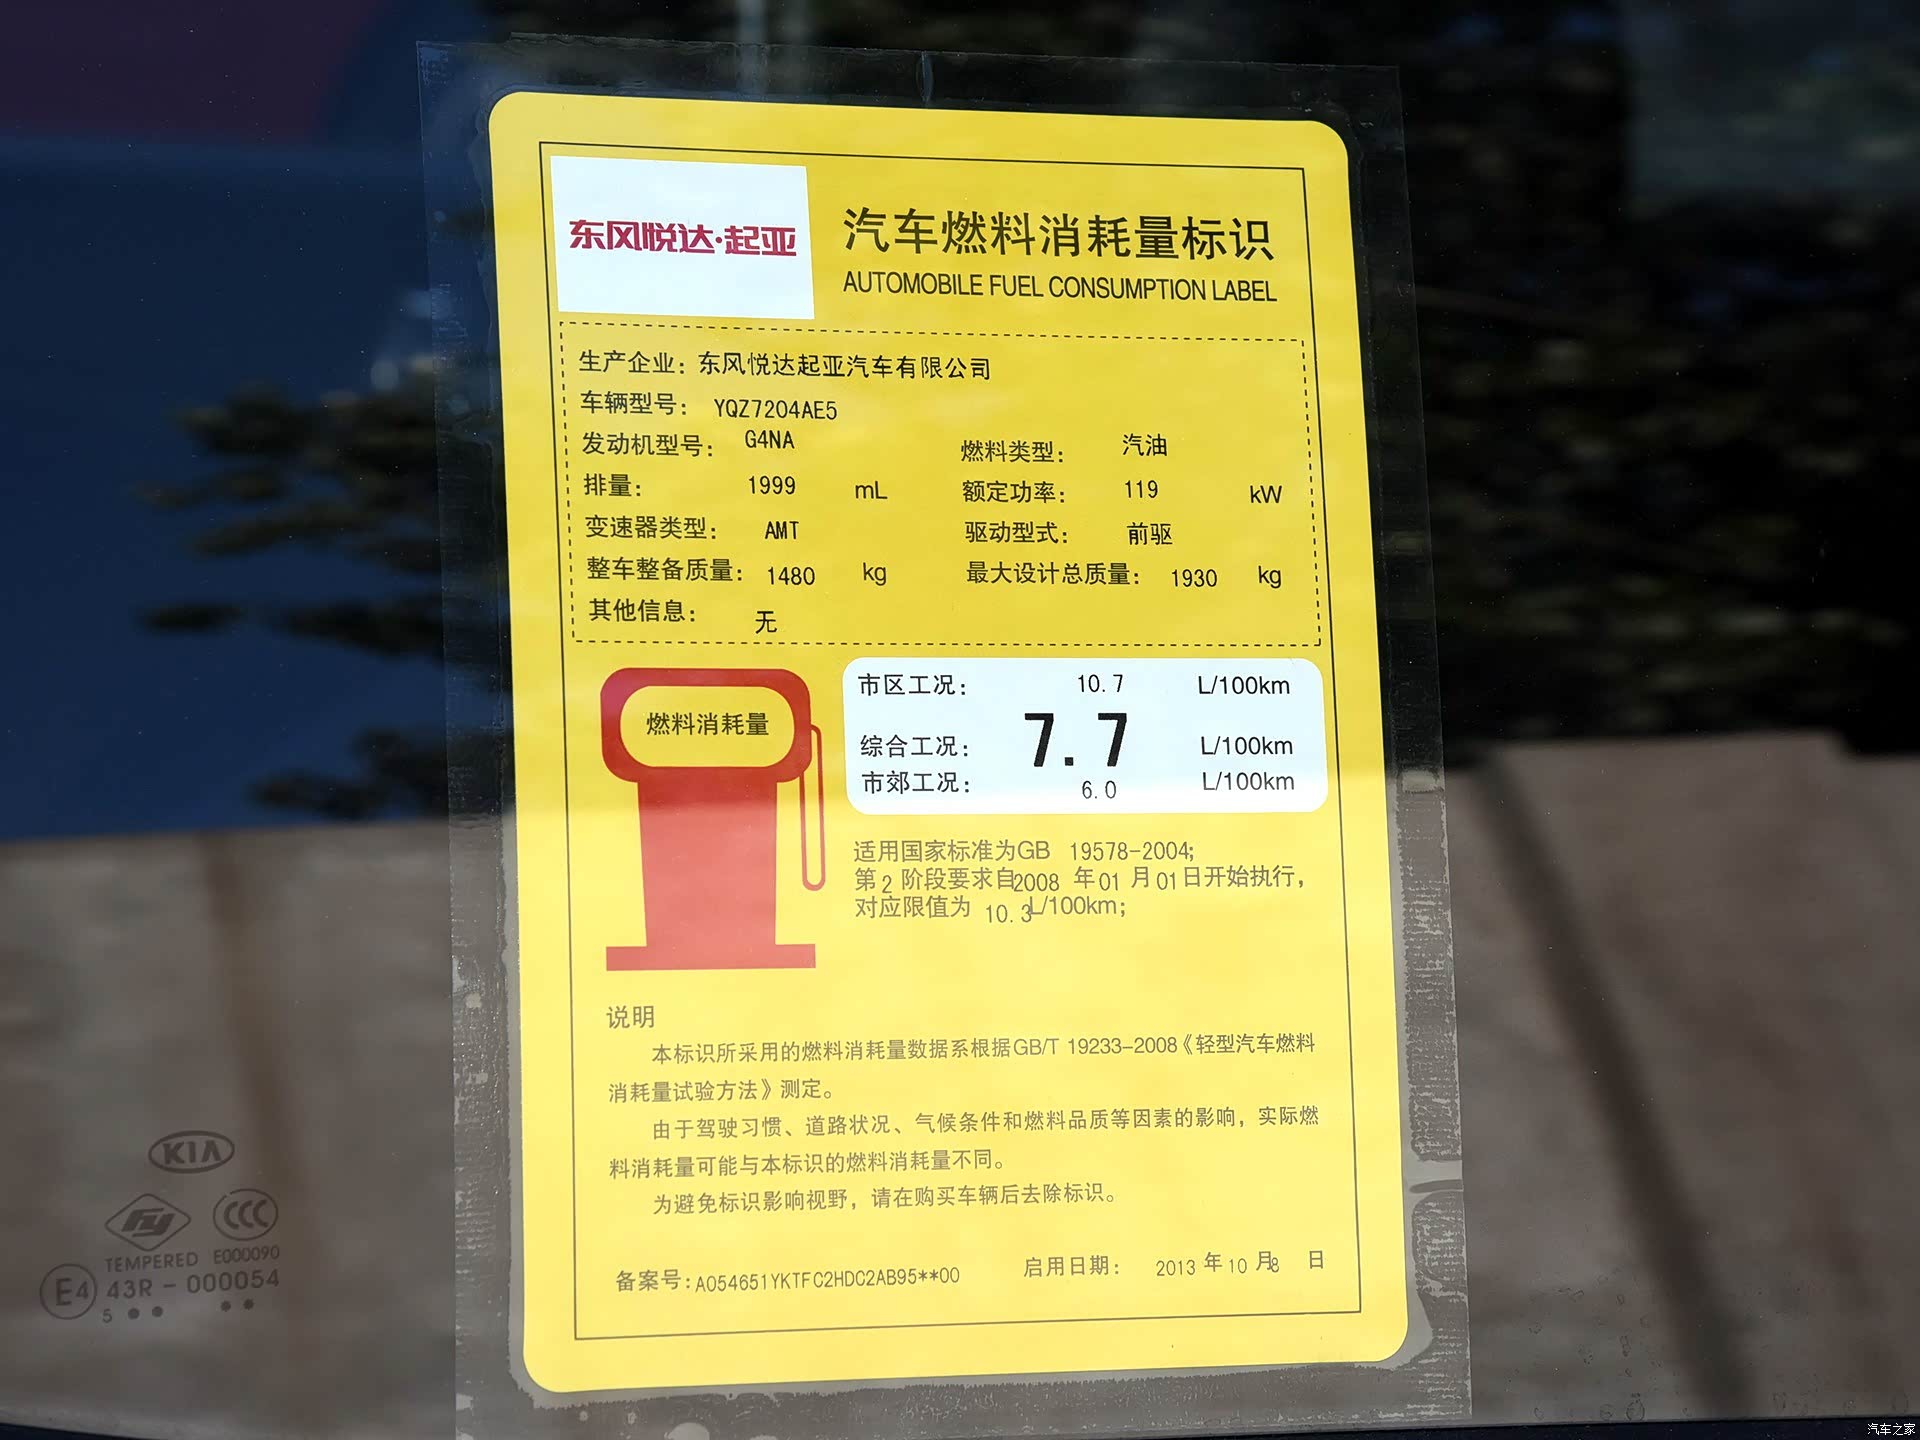 东风悦达·起亚
汽车燃料消耗量标识
AUTOMOBILE FUEL CONSUMPTION LABEL
生产企业：东风悦达起亚汽车有限公司
车辆型号： YQZ7204AE5
发动机型号： G4NA 燃料类型： 汽油
排量： 1999 mL 额定功率： 119 kW
变速器类型： AMT 驱动型式： 前驱
整车整备质量： 1480 kg 最大设计总质量： 1930 kg
其他信息： 无
燃料消耗量
市区工况： 10.7 L/100km
综合工况： 7.7 L/100km
市郊工况： 6.0 L/100km
适用国家标准为GB 19578-2004;
第2阶段要求自2008 年01 月01日开始执行，
对应限值为 10.3L/100km；
说明
本标识所采用的燃料消耗量数据系根据GB/T 19233-2008《轻型汽车燃料
消耗量试验方法》测定。
由于驾驶习惯、道路状况、气候条件和燃料品质等因素的影响，实际燃
料消耗量可能与本标识的燃料消耗量不同。
为避免标识影响视野，请在购买车辆后去除标识。
备案号：A054651YKTFC2HDC2AB95**00 启用日期： 2013 年10 月8 日
KIA
FY CCC
TEMPERED E000090
E4 43R - 000054
5 ●● ●●
汽车之家